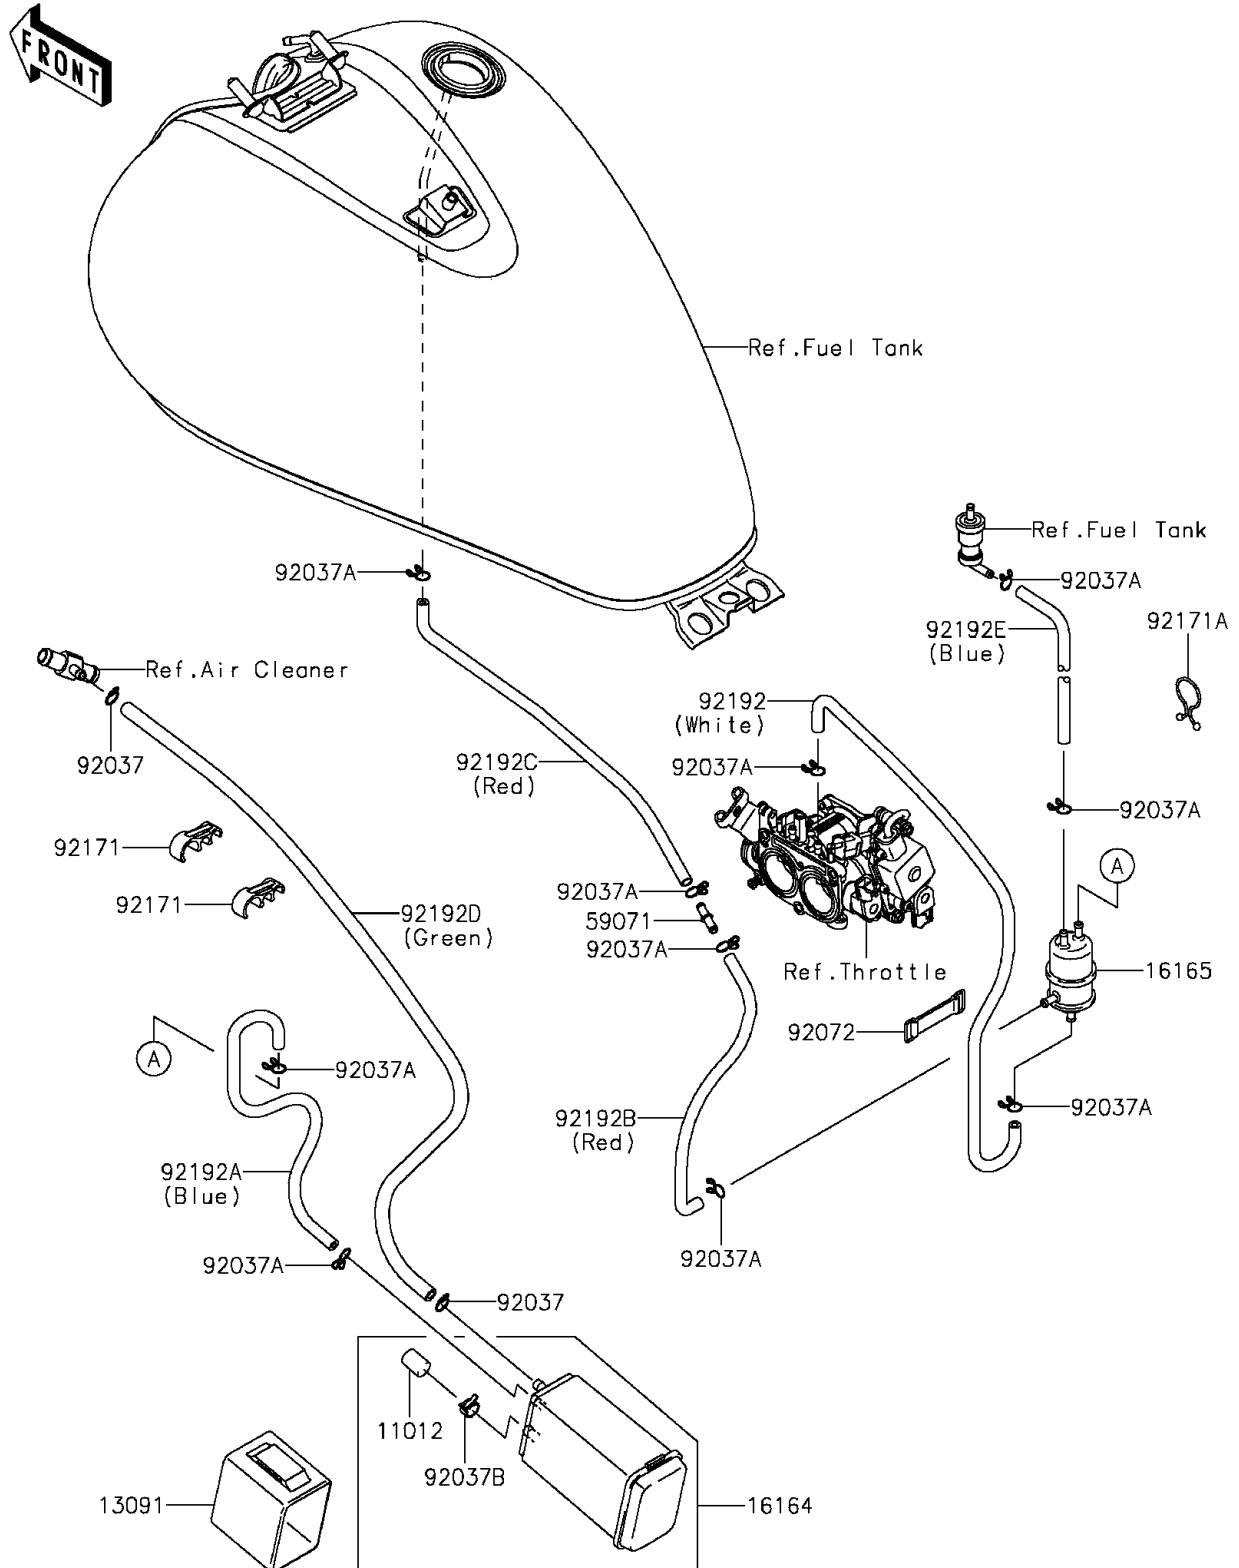 FRONT
Ref.Fuel Tank
Ref.Fuel Tank
92037A
92037A
92192E
(Blue)
92171A
Ref.Air Cleaner
92192
(White)
92037
92192C
(Red)
92037A
92037A
92171
A
92037A
92171
92192D
(Green)
59071
92037A
Ref.Throttle
16165
92072
A
92037A
92037A
92192B
(Red)
92192A
(Blue)
92037A
92037A
92037
11012
92037B
13091
16164